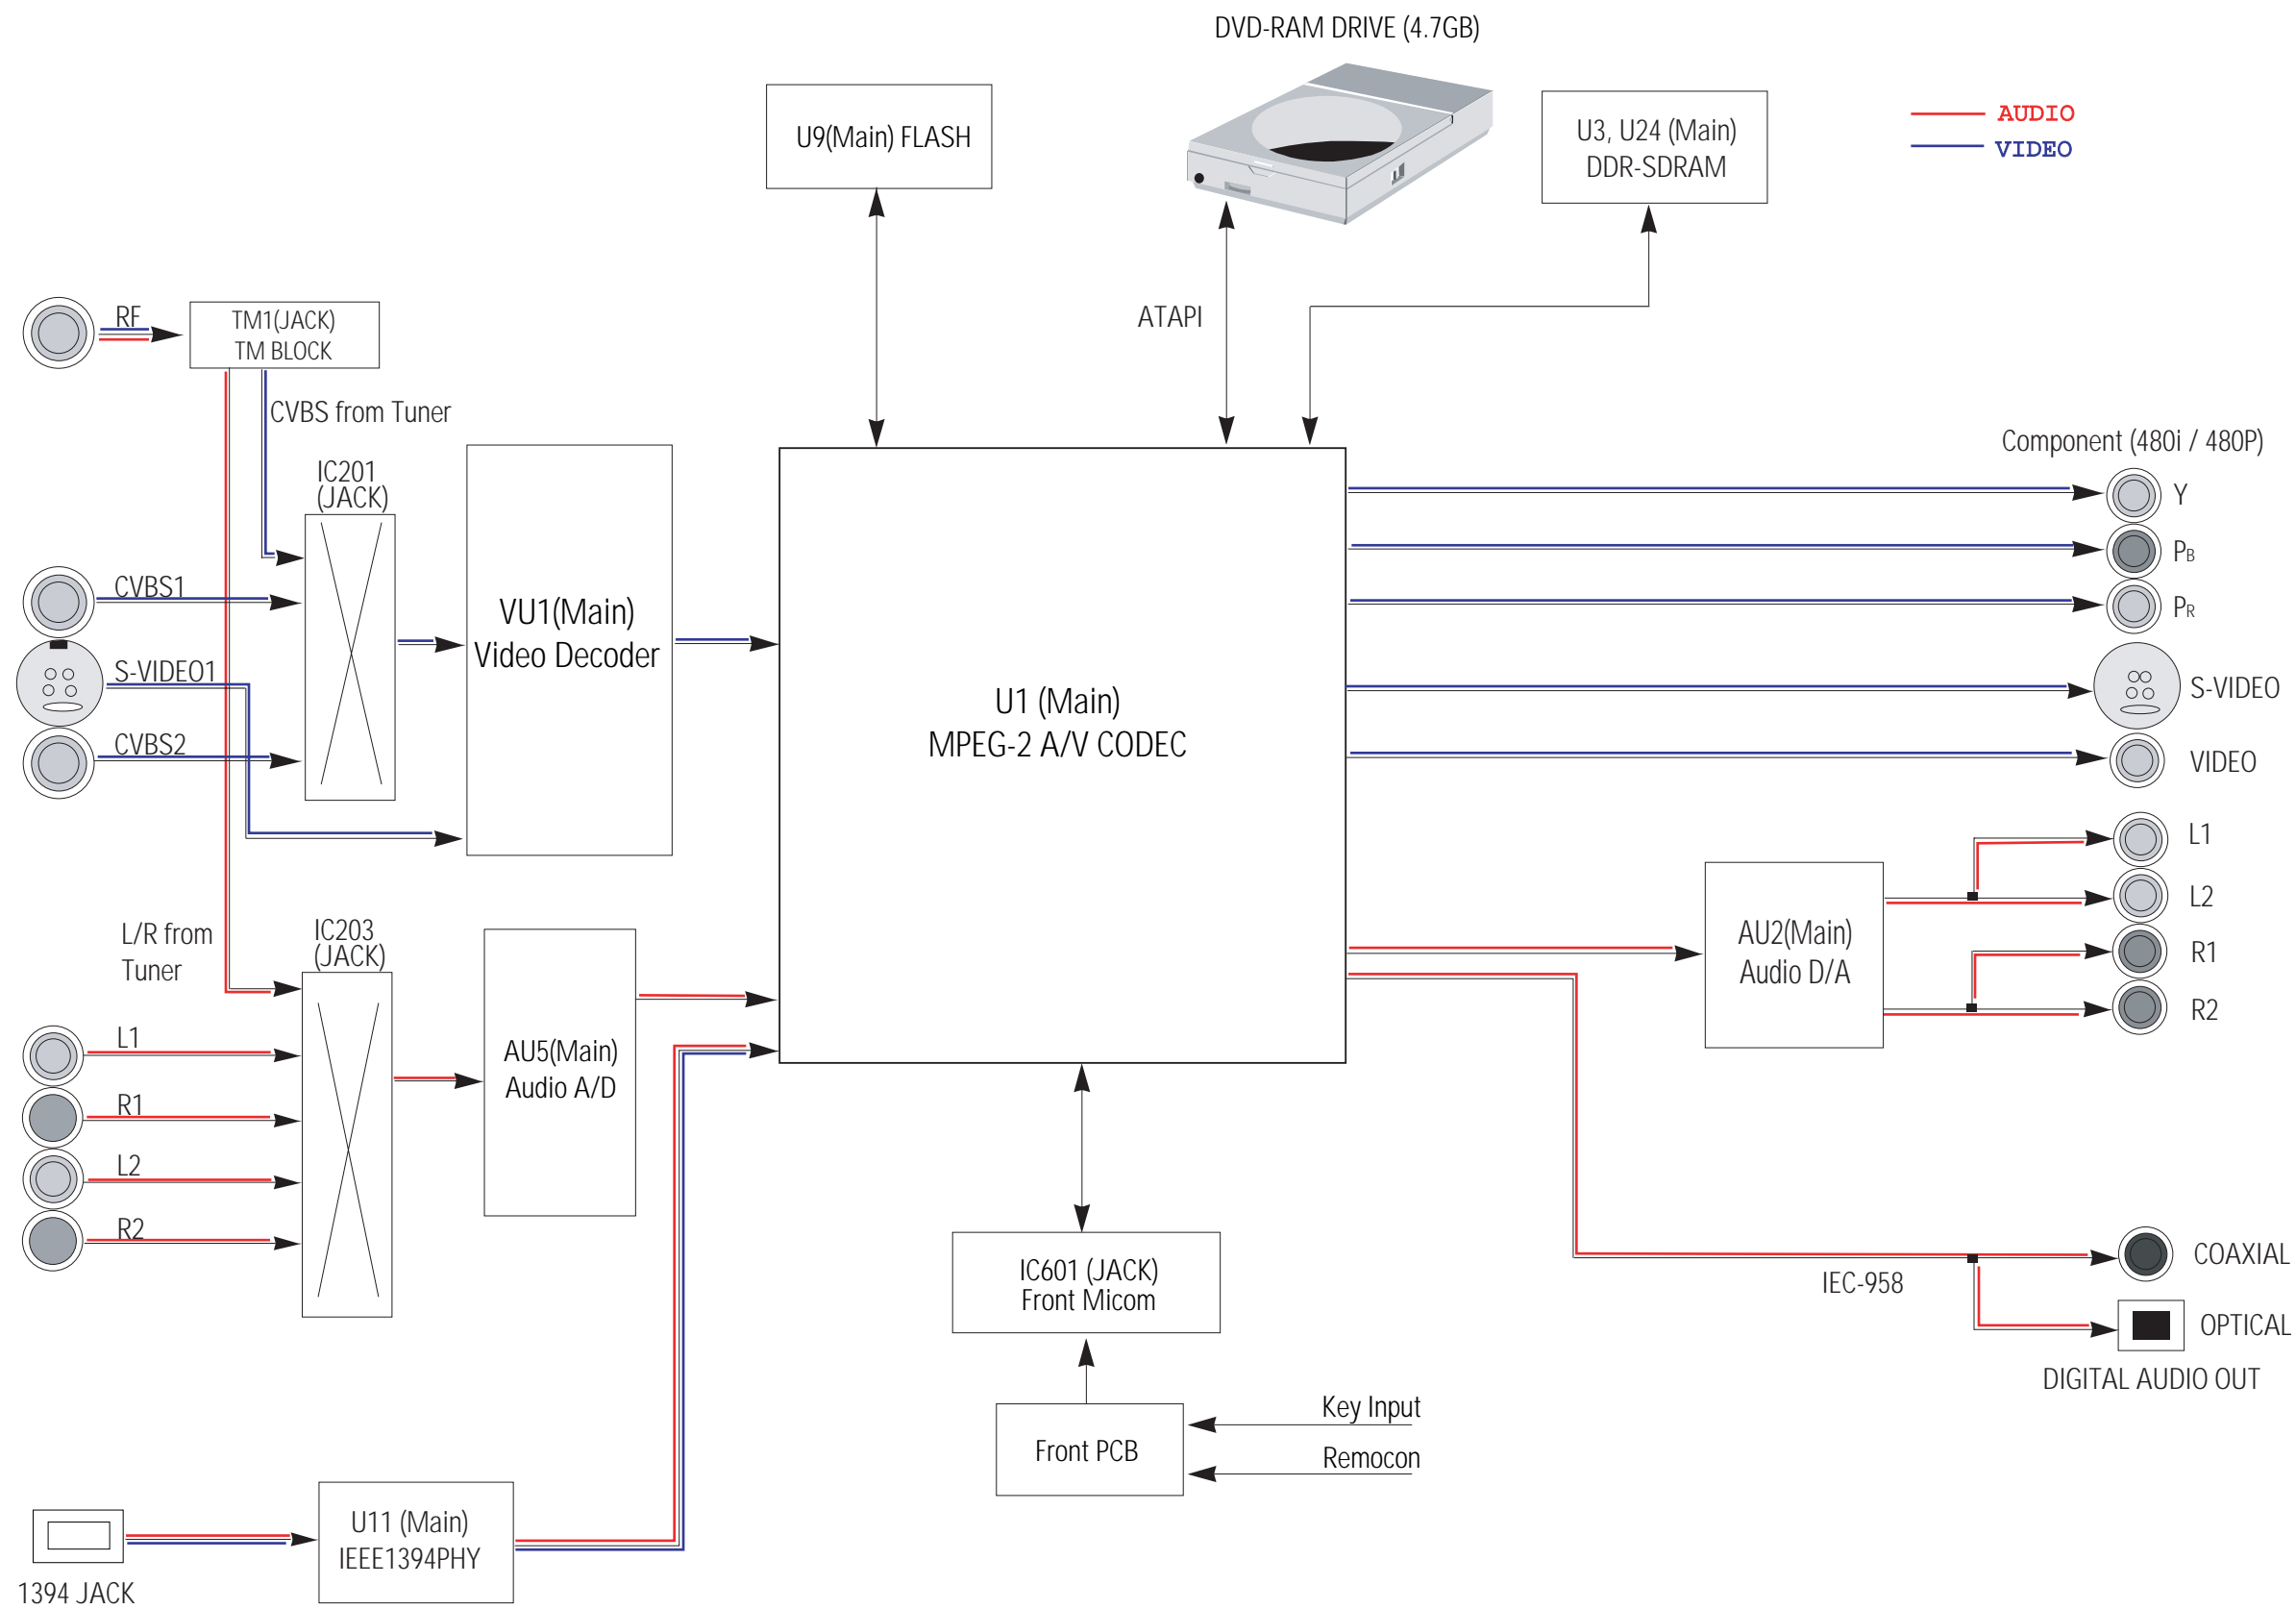 DVD-RAM DRIVE (4.7GB)
U9(Main) FLASH
U3, U24 (Main)
DDR-SDRAM
AUDIO
VIDEO
RF
TM1(JACK)
TM BLOCK
ATAPI
CVBS from Tuner
IC201
(JACK)
CVBS1
S-VIDEO1
CVBS2
VU1(Main)
Video Decoder
U1 (Main)
MPEG-2 A/V CODEC
Component (480i / 480P)
Y
PB
PR
S-VIDEO
VIDEO
L1
L2
R1
R2
AU2(Main)
Audio D/A
L/R from
Tuner
IC203
(JACK)
L1
R1
L2
R2
AU5(Main)
Audio A/D
IC601 (JACK)
Front Micom
Front PCB
Key Input
Remocon
IEC-958
COAXIAL
OPTICAL
DIGITAL AUDIO OUT
U11 (Main)
IEEE1394PHY
1394 JACK